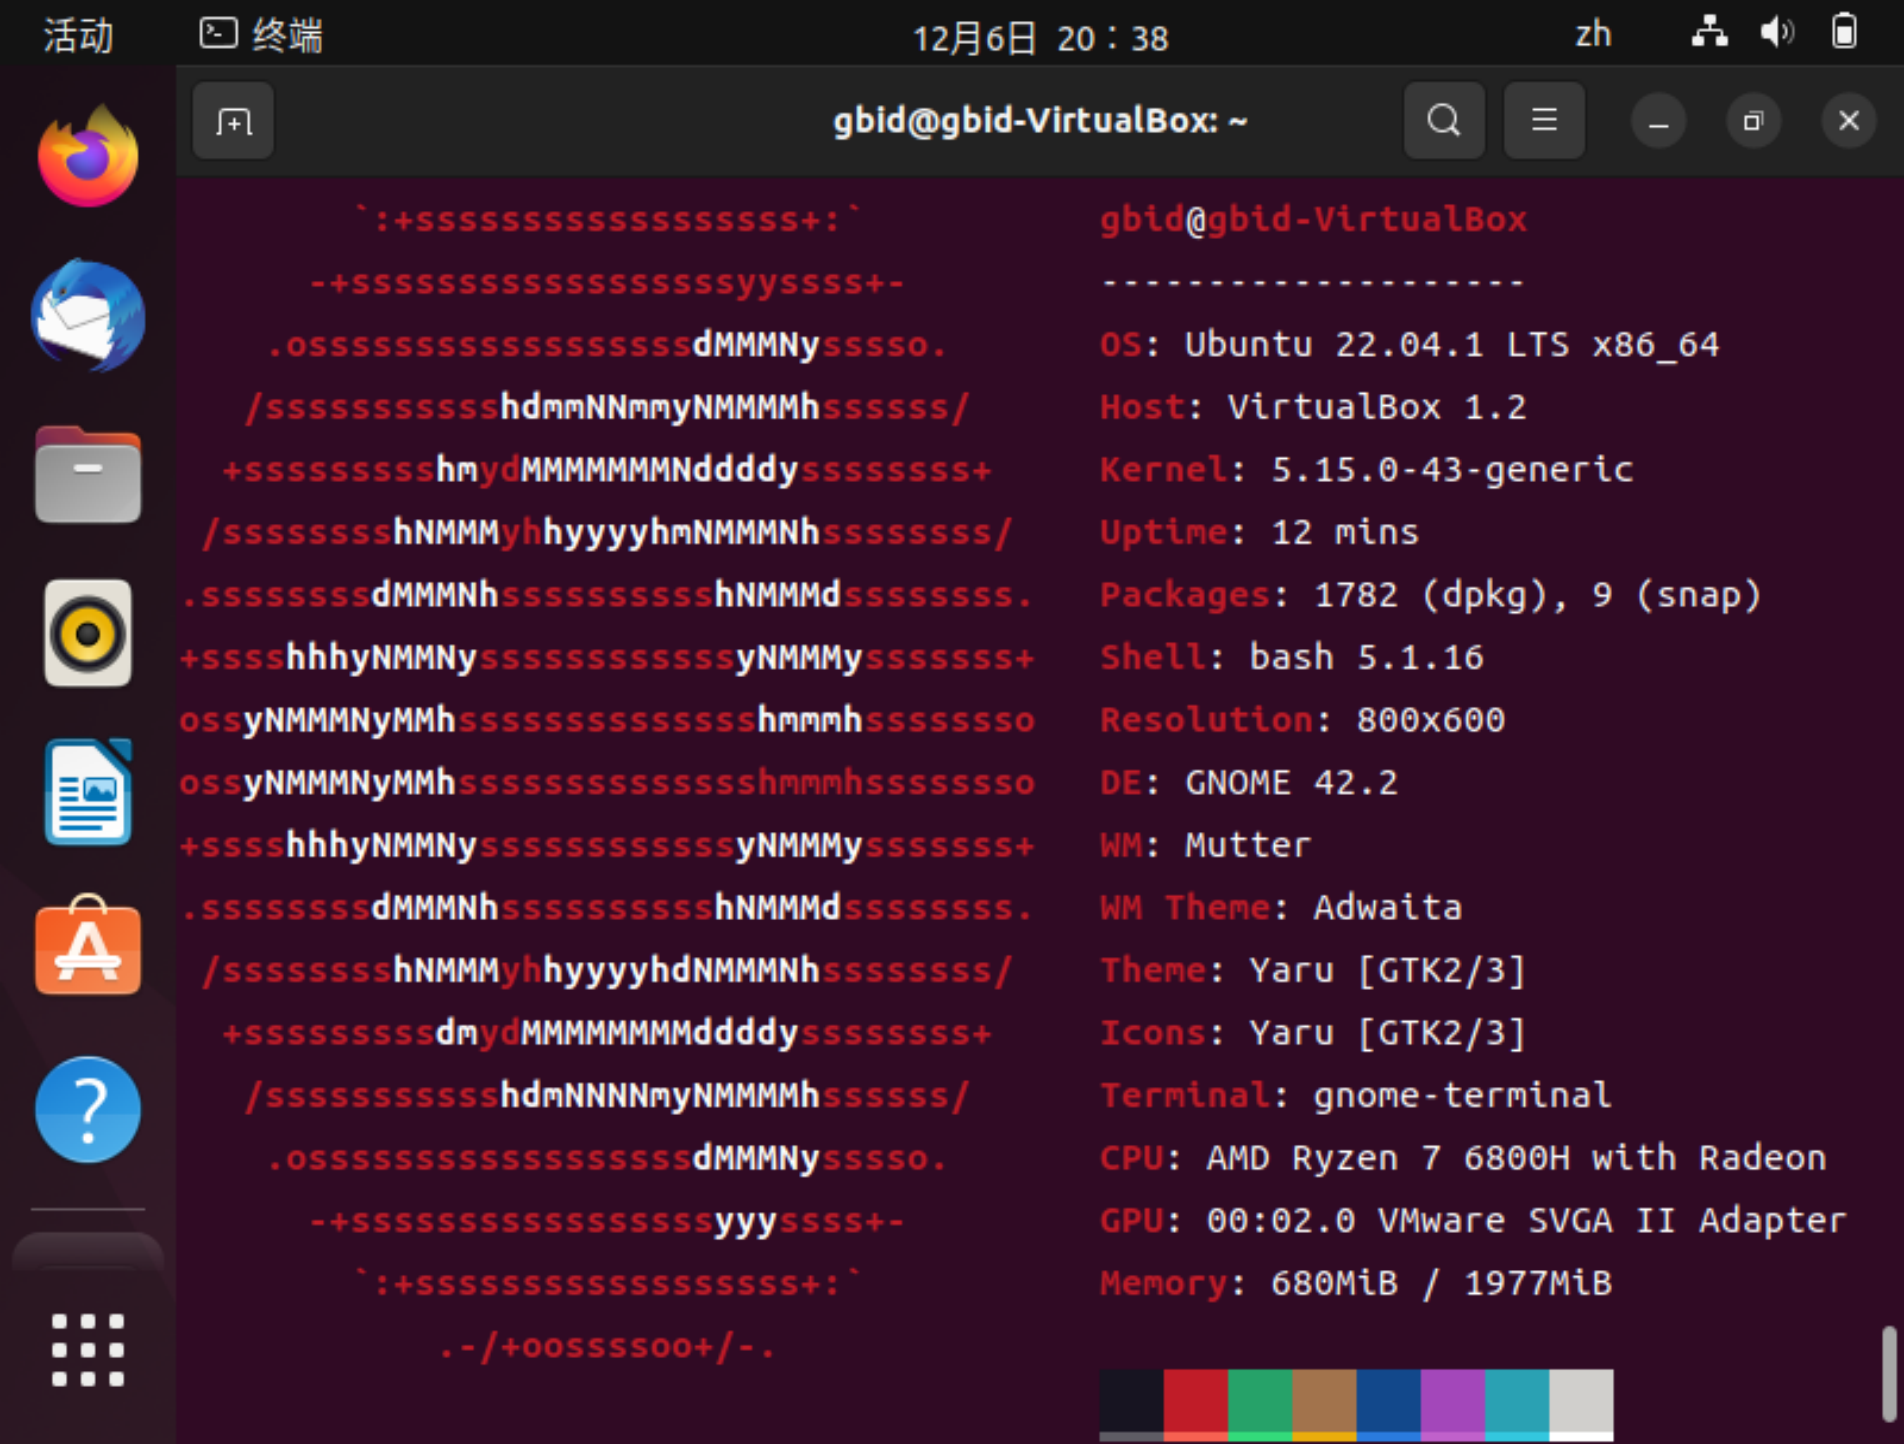 活动
终端
12月6日 20：38
zh
gbid@gbid-VirtualBox: ~
`:+ssssssssssssssssss+:` gbid@gbid-VirtualBox
-+ssssssssssssssssssyyssss+- --------------------
.ossssssssssssssssssdMMMNysssso. OS: Ubuntu 22.04.1 LTS x86_64
/ssssssssssshdmmNNmmyNMMMMhssssss/ Host: VirtualBox 1.2
+ssssssssshmydMMMMMMMNddddyssssssss+ Kernel: 5.15.0-43-generic
/sssssssshNMMMyhhyyyyhmNMMMNhssssssss/ Uptime: 12 mins
.ssssssssdMMMNhsssssssssshNMMMdssssssss. Packages: 1782 (dpkg), 9 (snap)
+sssshhhyNMMNyssssssssssssyNMMMysssssss+ Shell: bash 5.1.16
ossyNMMMNyMMhsssssssssssssshmmmhssssssso Resolution: 800x600
ossyNMMMNyMMhsssssssssssssshmmmhssssssso DE: GNOME 42.2
+sssshhhyNMMNyssssssssssssyNMMMysssssss+ WM: Mutter
.ssssssssdMMMNhsssssssssshNMMMdssssssss. WM Theme: Adwaita
/sssssssshNMMMyhhyyyyhdNMMMNhssssssss/ Theme: Yaru [GTK2/3]
+sssssssssdmydMMMMMMMMddddyssssssss+ Icons: Yaru [GTK2/3]
/ssssssssssshdmNNNNmyNMMMMhssssss/ Terminal: gnome-terminal
.ossssssssssssssssssdMMMNysssso. CPU: AMD Ryzen 7 6800H with Radeon
-+sssssssssssssssssyyyssss+- GPU: 00:02.0 VMware SVGA II Adapter
`:+ssssssssssssssssss+:` Memory: 680MiB / 1977MiB
.-/+oossssoo+/-.